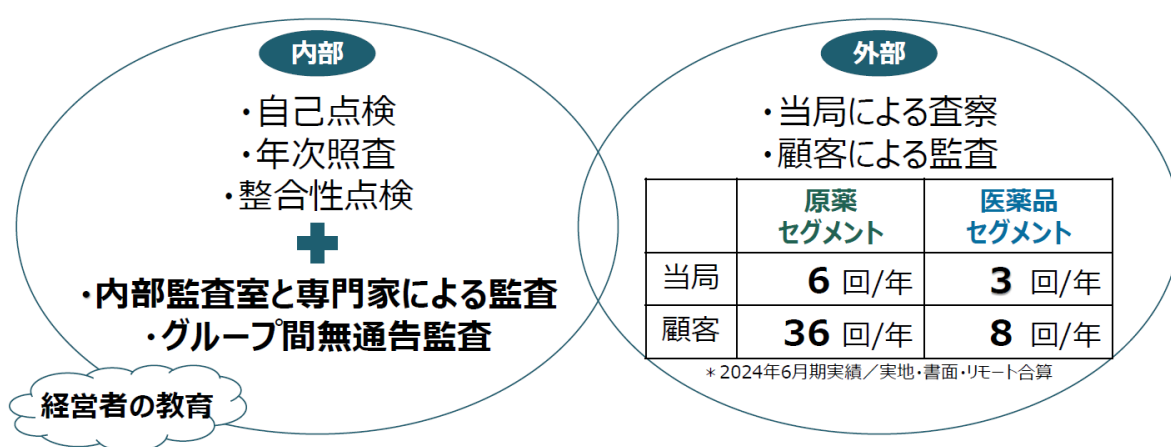 内部
・自己点検
・年次照査
・整合性点検
・内部監査室と専門家による監査
・グループ間無通告監査
経営者の教育
外部
・当局による査察
・顧客による監査
原薬 医薬品
セグメント セグメント
当局 6 回/年 3 回/年
顧客 36 回/年 8 回/年
＊2024年6月期実績／実地・書面・リモート合算